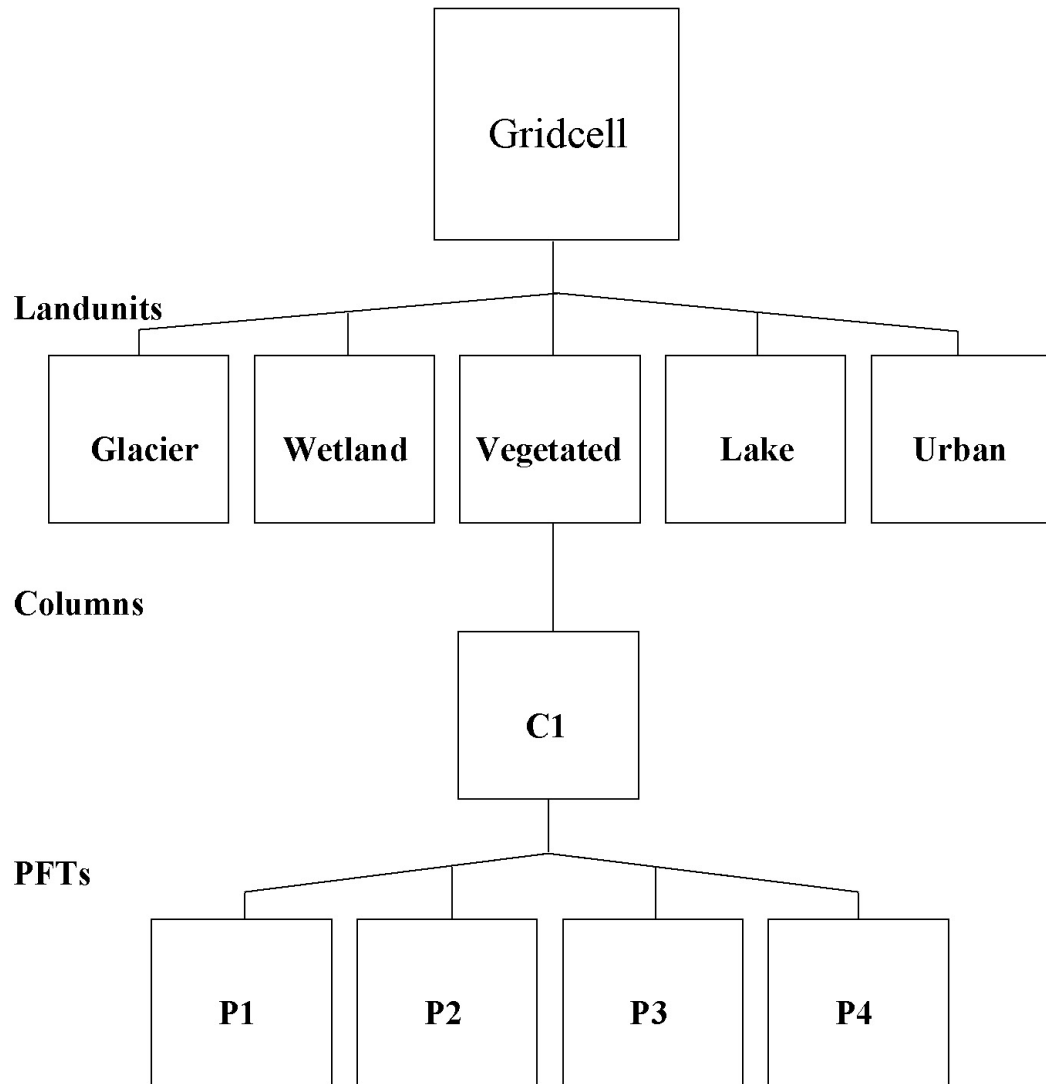 Gridcell
Landunits
Glacier
Wetland
Vegetated
Lake
Urban
Columns
C1
PFTs
P1
P2
P3
P4